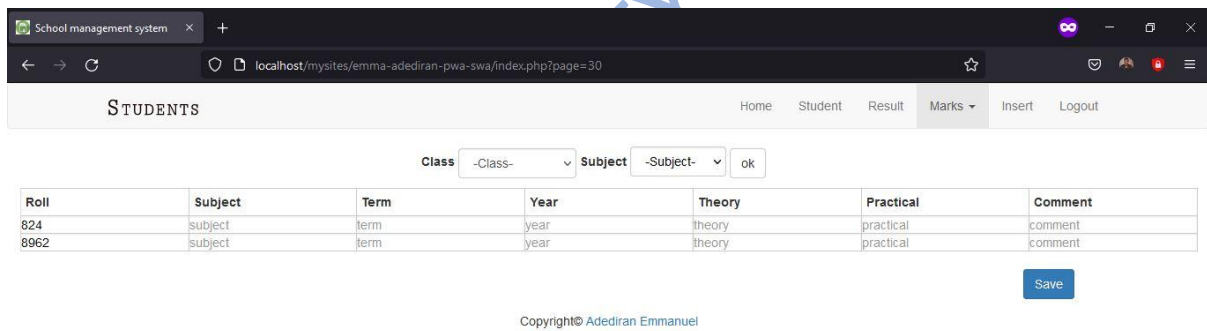 School management system
localhost/mysites/emma-adediran-pwa-swa/index.php?page=30
STUDENTS Home Student Result Marks Insert Logout
Class -Class- Subject -Subject- ok
Roll Subject Term Year Theory Practical Comment
824 subject term year theory practical comment
8962 subject term year theory practical comment
Save
Copyright© Adediran Emmanuel